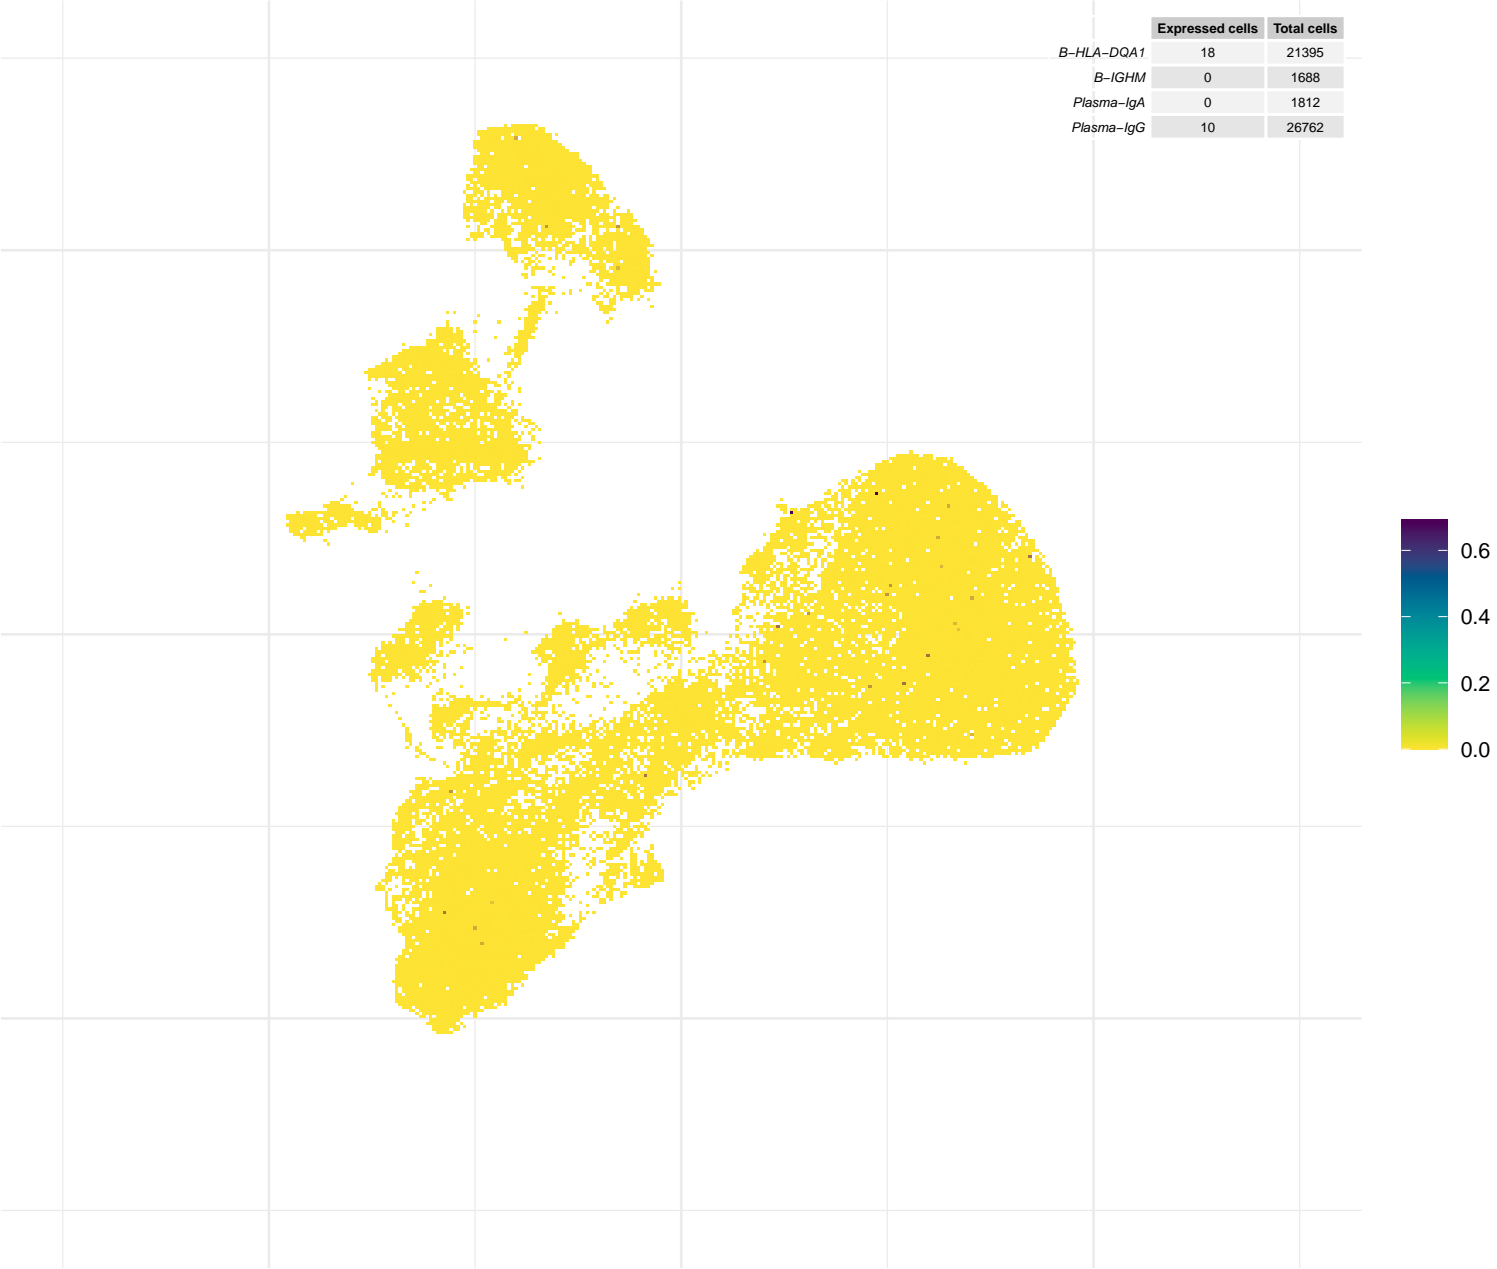 Expressed cells Total cells
B−HLA−DQA1 18 21395
B−IGHM 0 1688
Plasma−IgA 0 1812
Plasma−IgG 10 26762
0.6
0.4
0.2
0.0